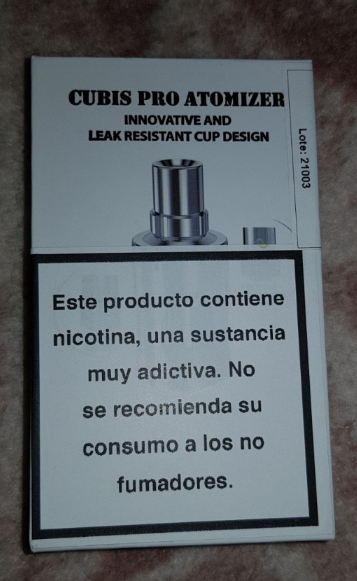 CUBIS PRO ATOMIZER
INNOVATIVE AND
LEAK RESISTANT CUP DESIGN
Lote: 21003
Este producto contiene
nicotina, una sustancia
muy adictiva. No
se recomienda su
consumo a los no
fumadores.